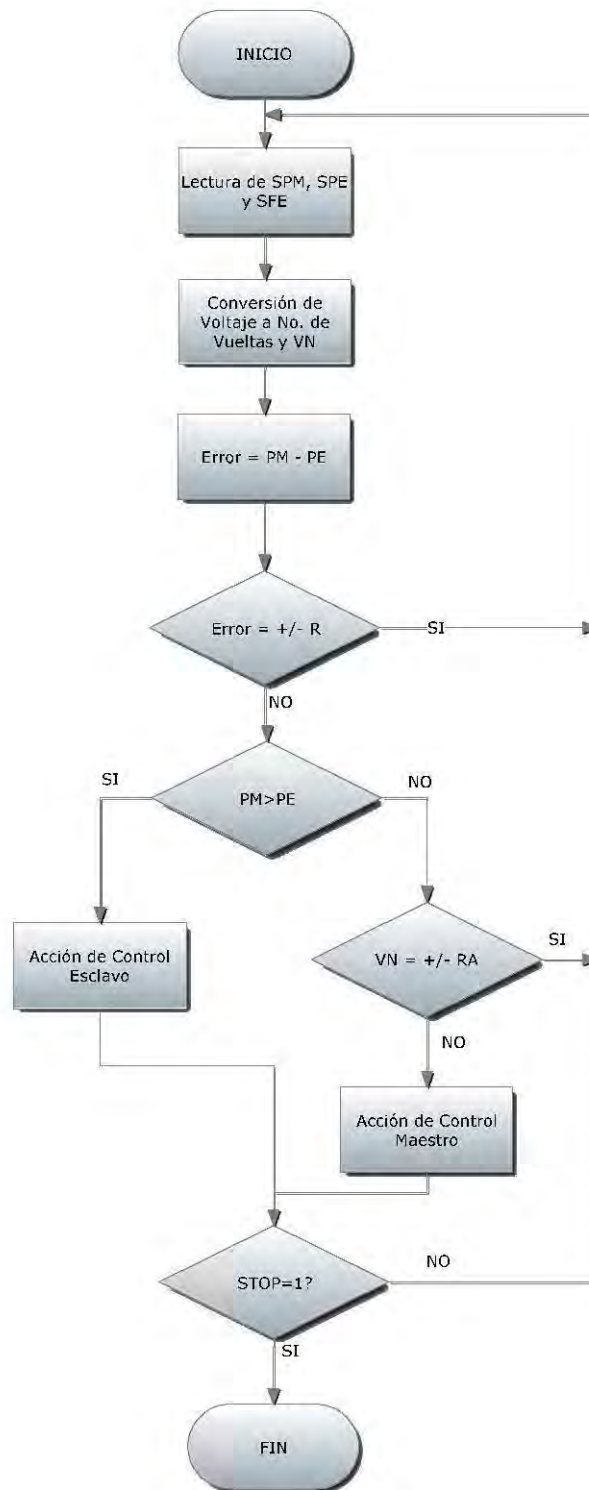 INICIO
Lectura de SPM, SPE
y SFE
Conversión de
Voltaje a No. de
Vueltas y VN
Error = PM - PE
Error = +/- R
SI
NO
SI
PM>PE
NO
Acción de Control
Esclavo
VN = +/- RA
SI
NO
Acción de Control
Maestro
STOP=1?
NO
SI
FIN